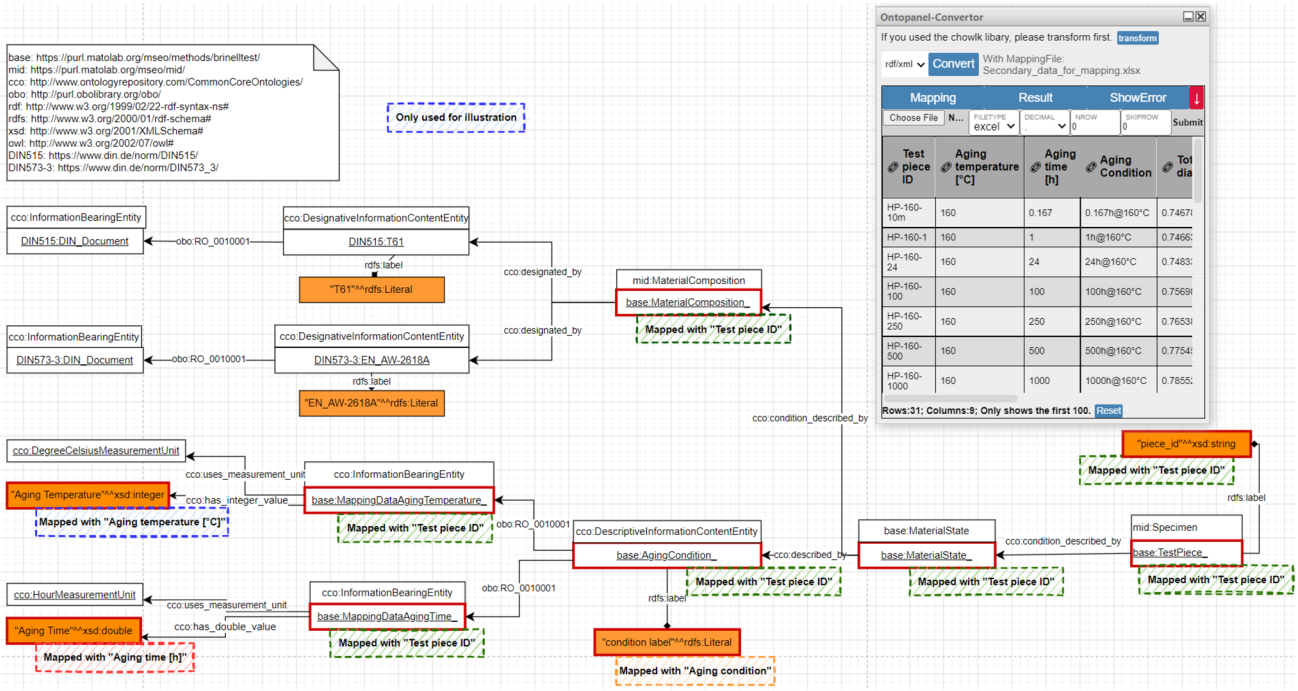 base: https://purl.matolab.org/mseo/methods/brinelltest/
mid: https://purl.matolab.org/mseo/mid/
cco: http://www.ontologyrepository.com/CommonCoreOntologies/
obo: http://purl.obolibrary.org/obo/
rdf: http://www.w3.org/1999/02/22-rdf-syntax-ns#
rdfs: http://www.w3.org/2000/01/rdf-schema#
xsd: http://www.w3.org/2001/XMLSchema#
owl: http://www.w3.org/2002/07/owl#
DIN515: https://www.din.de/norm/DIN515/
DIN573-3: https://www.din.de/norm/DIN573_3/
Only used for illustration
Ontopanel-Convertor
If you used the chowlk libary, please transform first. transform
rdf/xml Convert With MappingFile:
Secondary_data_for_mapping.xlsx
Mapping Result ShowError ↓
Choose File N... FILETYPE excel DECIMAL . NROW 0 SKIPROW 0 Submit
Test piece ID Aging temperature [°C] Aging time [h] Aging Condition Tot dia
HP-160-10m 160 0.167 0.167h@160°C 0.7467
HP-160-1 160 1 1h@160°C 0.7466
HP-160-24 160 24 24h@160°C 0.7483
HP-160-100 160 100 100h@160°C 0.7569
HP-160-250 160 250 250h@160°C 0.7653
HP-160-500 160 500 500h@160°C 0.7754
HP-160-1000 160 1000 1000h@160°C 0.7855
Rows:31; Columns:9; Only shows the first 100. Reset
cco:InformationBearingEntity
DIN515:DIN_Document
obo:RO_0010001
cco:DesignativeInformationContentEntity
DIN515:T61
rdfs:label
"T61"^^rdfs:Literal
cco:designated_by
mid:MaterialComposition
base:MaterialComposition_
Mapped with "Test piece ID"
cco:designated_by
cco:InformationBearingEntity
DIN573-3:DIN_Document
obo:RO_0010001
cco:DesignativeInformationContentEntity
DIN573-3:EN_AW-2618A
rdfs:label
"EN_AW-2618A"^^rdfs:Literal
cco:condition_described_by
cco:DegreeCelsiusMeasurementUnit
cco:uses_measurement_unit
"Aging Temperature"^^xsd:integer
cco:has_integer_value
Mapped with "Aging temperature [°C]"
cco:InformationBearingEntity
base:MappingDataAgingTemperature_
Mapped with "Test piece ID"
obo:RO_0010001
cco:DescriptiveInformationContentEntity
base:AgingCondition_
Mapped with "Test piece ID"
cco:described_by
base:MaterialState
base:MaterialState_
Mapped with "Test piece ID"
cco:condition_described_by
"piece_id"^^xsd:string
Mapped with "Test piece ID"
rdfs:label
mid:Specimen
base:TestPiece_
Mapped with "Test piece ID"
cco:HourMeasurementUnit
cco:uses_measurement_unit
"Aging Time"^^xsd:double
cco:has_double_value
Mapped with "Aging time [h]"
cco:InformationBearingEntity
base:MappingDataAgingTime_
Mapped with "Test piece ID"
obo:RO_0010001
rdfs:label
"condition label"^^rdfs:Literal
Mapped with "Aging condition"